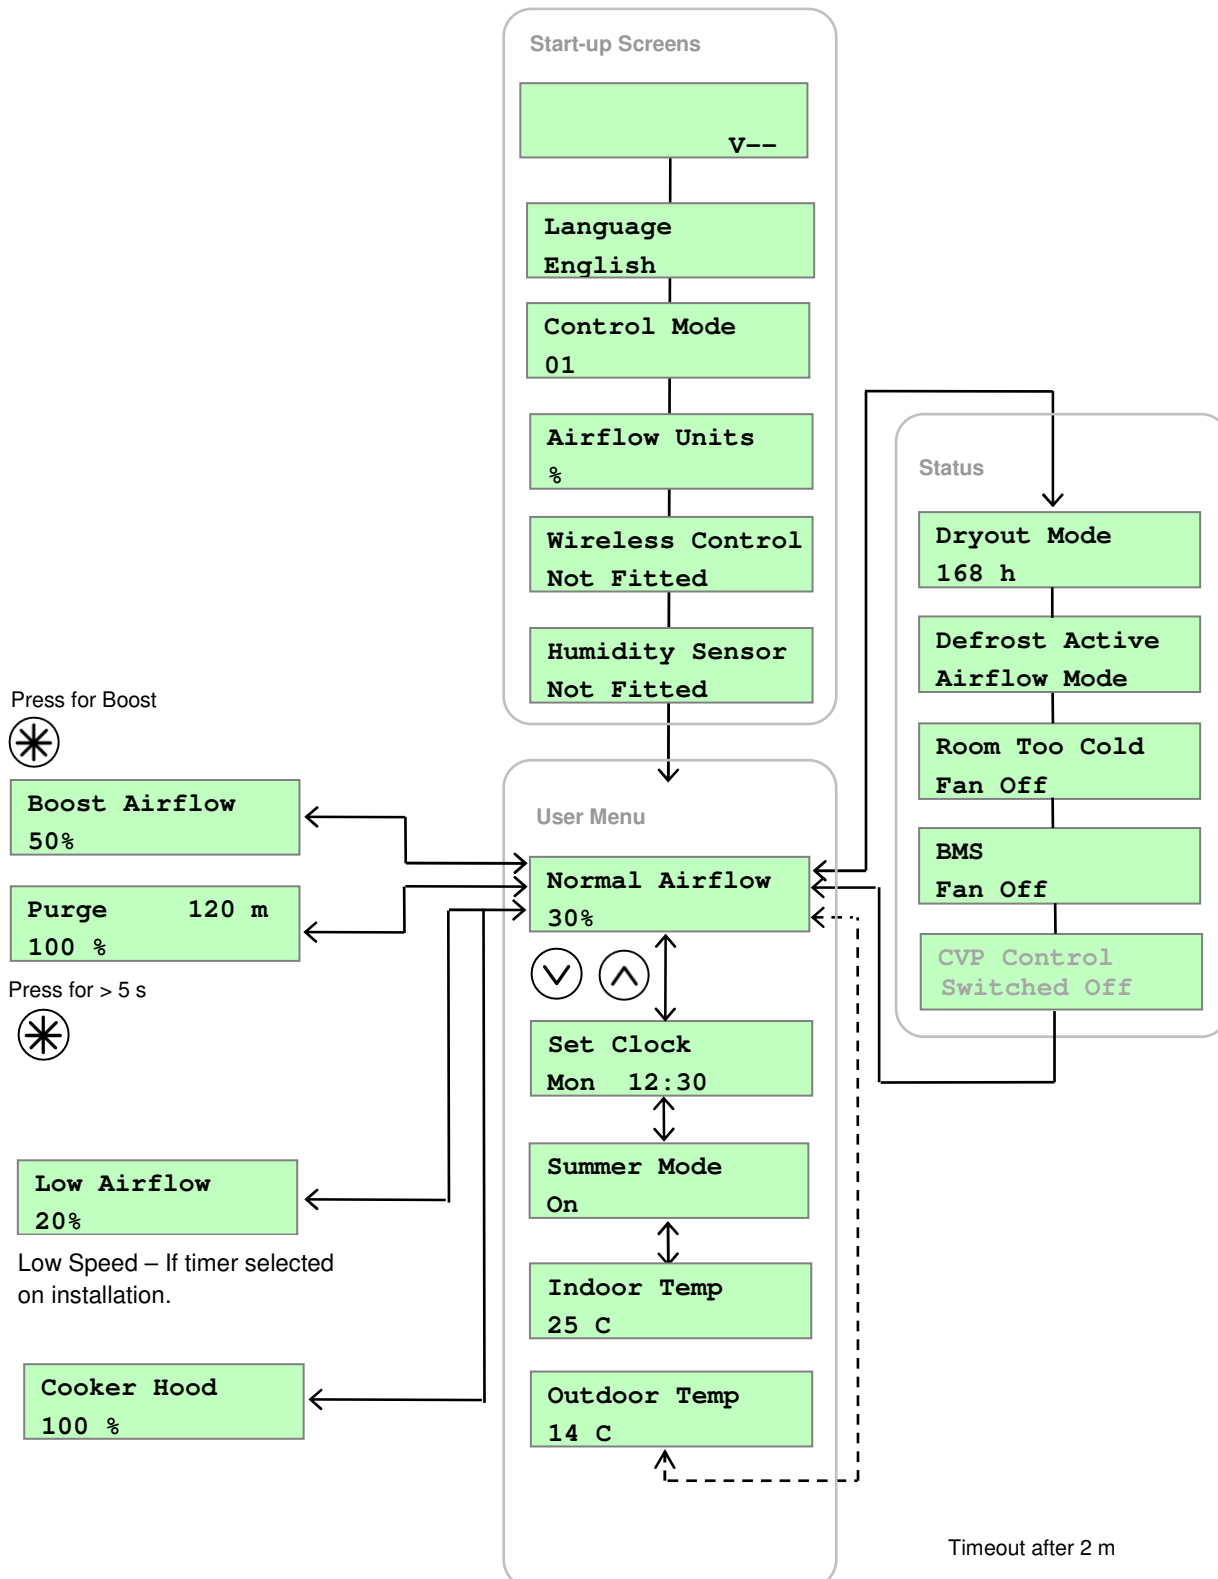 Start-up Screens
V--
Language
English
Control Mode
01
Airflow Units
%
Wireless Control
Not Fitted
Humidity Sensor
Not Fitted
Status
Dryout Mode
168 h
Defrost Active
Airflow Mode
Room Too Cold
Fan Off
BMS
Fan Off
CVP Control
Switched Off
Press for Boost
Boost Airflow
50%
Purge 120 m
100 %
Press for > 5 s
Low Airflow
20%
Low Speed – If timer selected
on installation.
Cooker Hood
100 %
User Menu
Normal Airflow
30%
Set Clock
Mon 12:30
Summer Mode
On
Indoor Temp
25 C
Outdoor Temp
14 C
Timeout after 2 m